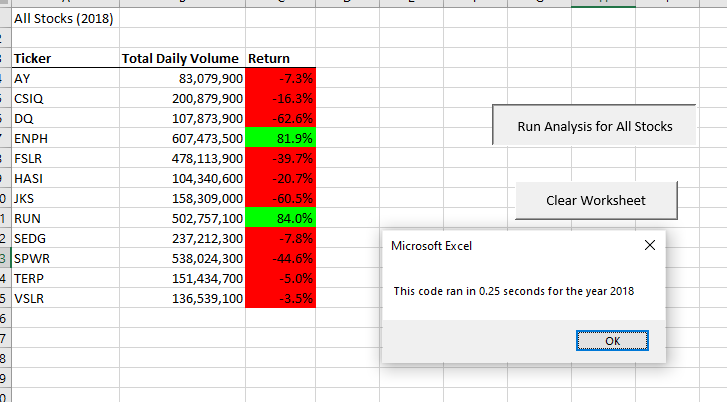 All Stocks (2018)
Ticker Total Daily Volume Return
AY 83,079,900 -7.3%
CSIQ 200,879,900 -16.3%
DQ 107,873,900 -62.6%
ENPH 607,473,500 81.9%
FSLR 478,113,900 -39.7%
HASI 104,340,600 -20.7%
JKS 158,309,000 -60.5%
RUN 502,757,100 84.0%
SEDG 237,212,300 -7.8%
SPWR 538,024,300 -44.6%
TERP 151,434,700 -5.0%
VSLR 136,539,100 -3.5%
Run Analysis for All Stocks
Clear Worksheet
Microsoft Excel
This code ran in 0.25 seconds for the year 2018
OK